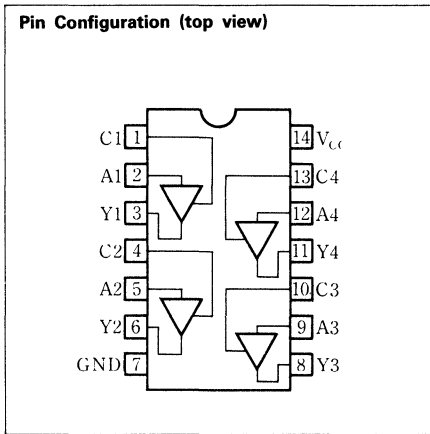 Pin Configuration (top view)
C1 1 14 Vcc
A1 2 13 C4
Y1 3 12 A4
C2 4 11 Y4
A2 5 10 C3
Y2 6 9 A3
GND 7 8 Y3